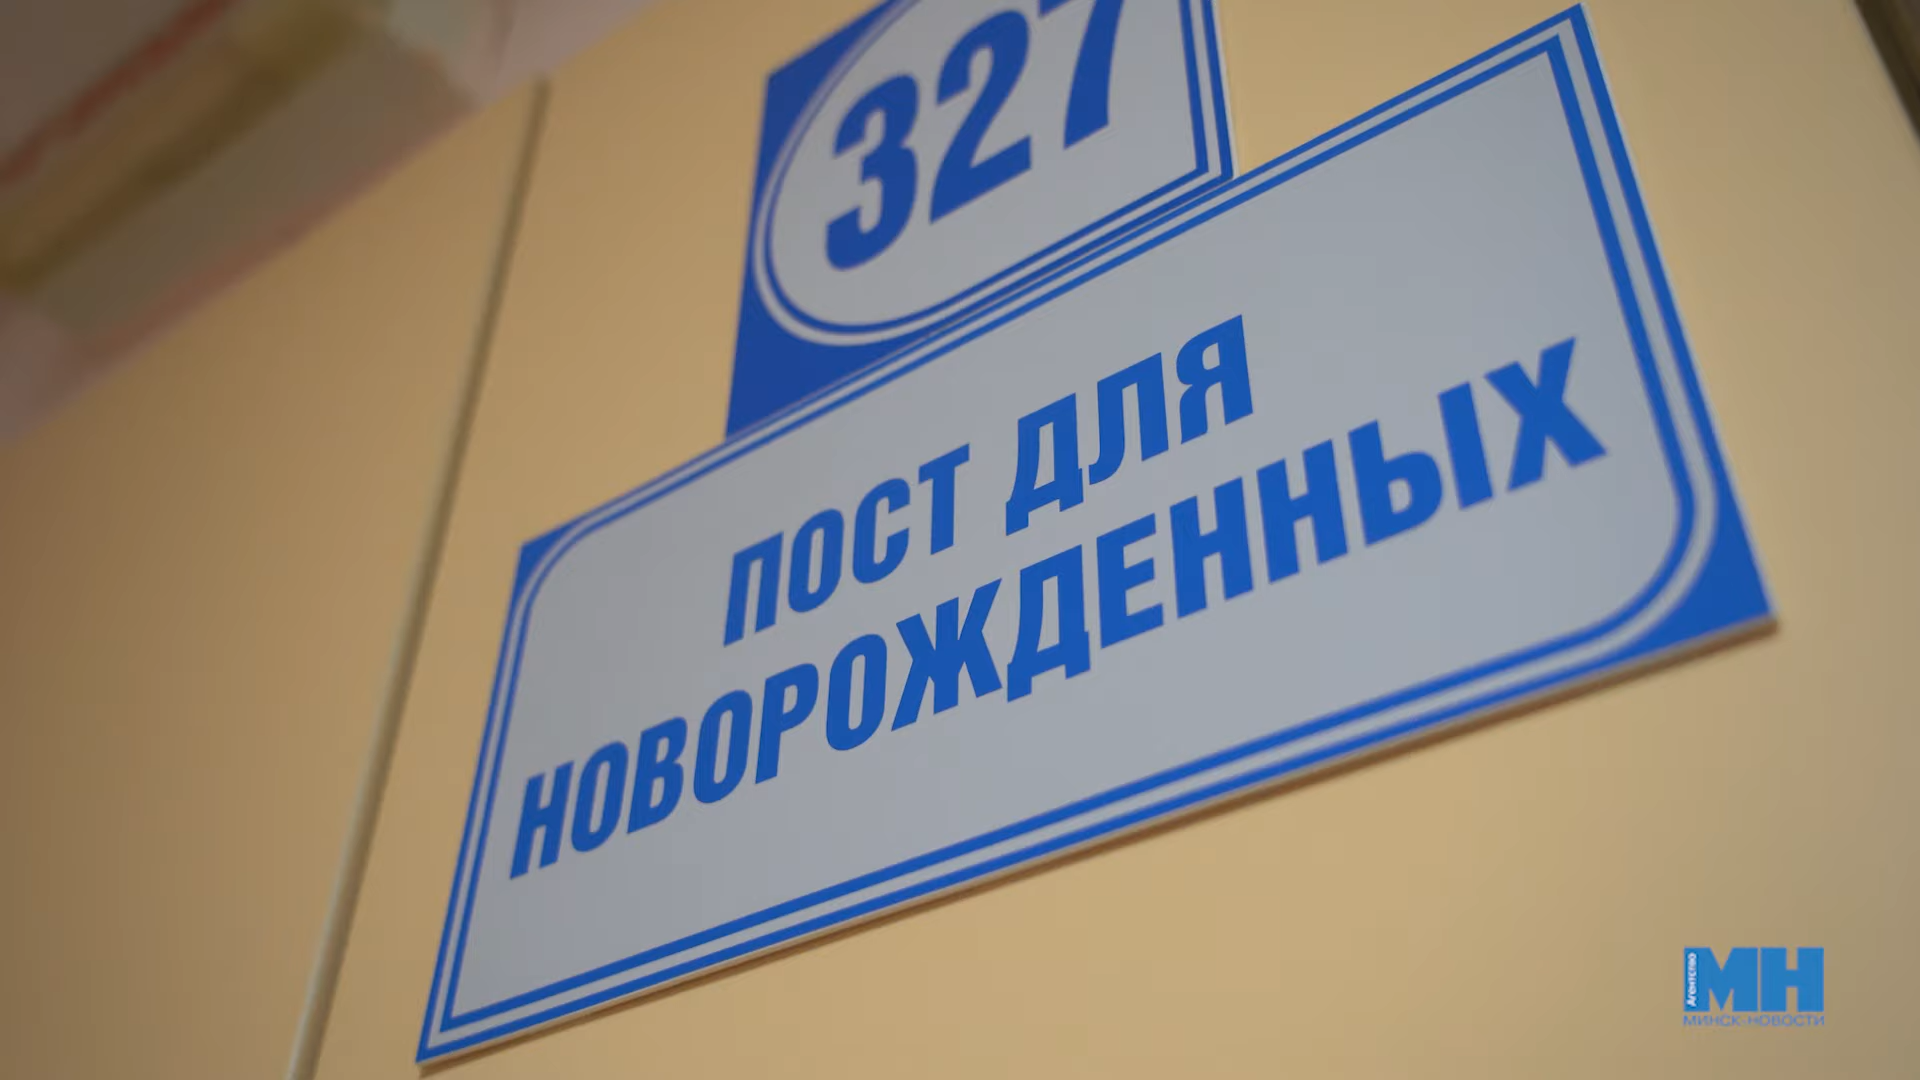 327
ПОСТ ДЛЯ
НОВОРОЖДЕННЫХ
Агентство
МН
МИНСК-НОВОСТИ